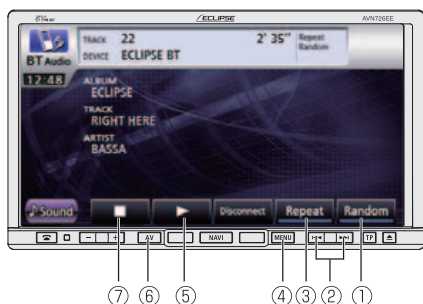 ECLIPSE AVN726EE
TRACK 22 2' 35" Repeat
Random
DEVICE ECLIPSE BT
BT Audio
12:48
ALBUM
ECLIPSE
TRACK
RIGHT HERE
ARTIST
BASSA
Sound Disconnect Repeat Random
− + AV NAVI MENU TP
⑦ ⑥ ⑤ ④ ③ ② ①